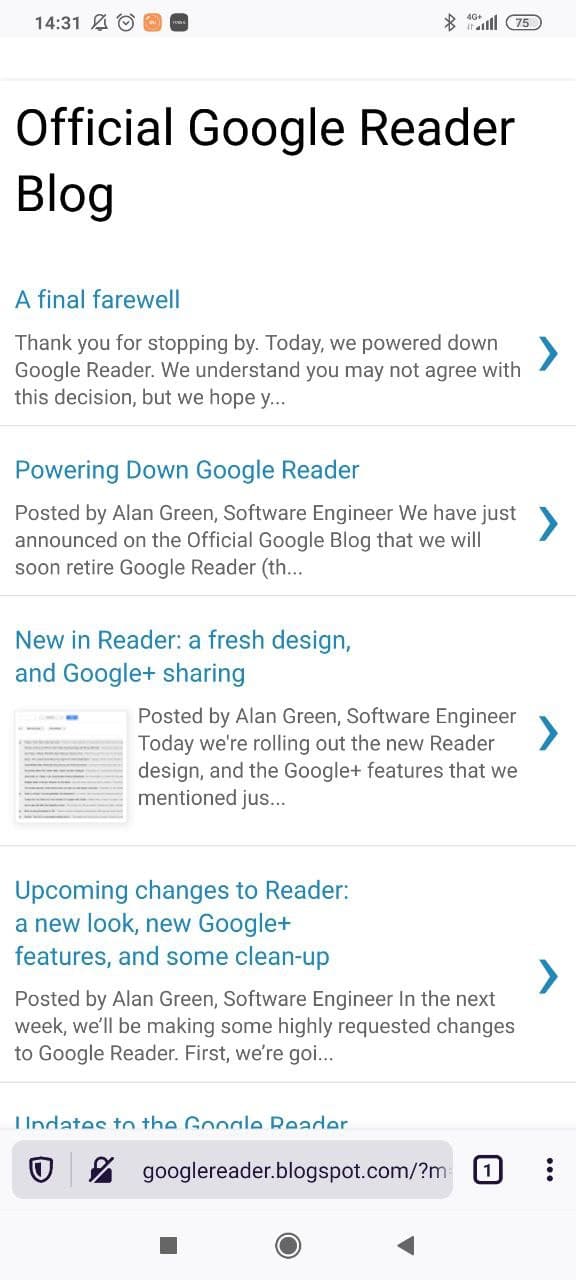 14:31
4G+
75
Official Google Reader
Blog
A final farewell
Thank you for stopping by. Today, we powered down
Google Reader. We understand you may not agree with
this decision, but we hope y...
Powering Down Google Reader
Posted by Alan Green, Software Engineer We have just
announced on the Official Google Blog that we will
soon retire Google Reader (th...
New in Reader: a fresh design,
and Google+ sharing
Posted by Alan Green, Software Engineer
Today we're rolling out the new Reader
design, and the Google+ features that we
mentioned jus...
Upcoming changes to Reader:
a new look, new Google+
features, and some clean-up
Posted by Alan Green, Software Engineer In the next
week, we’ll be making some highly requested changes
to Google Reader. First, we’re goi...
Updates to the Google Reader
googlereader.blogspot.com/?m
1